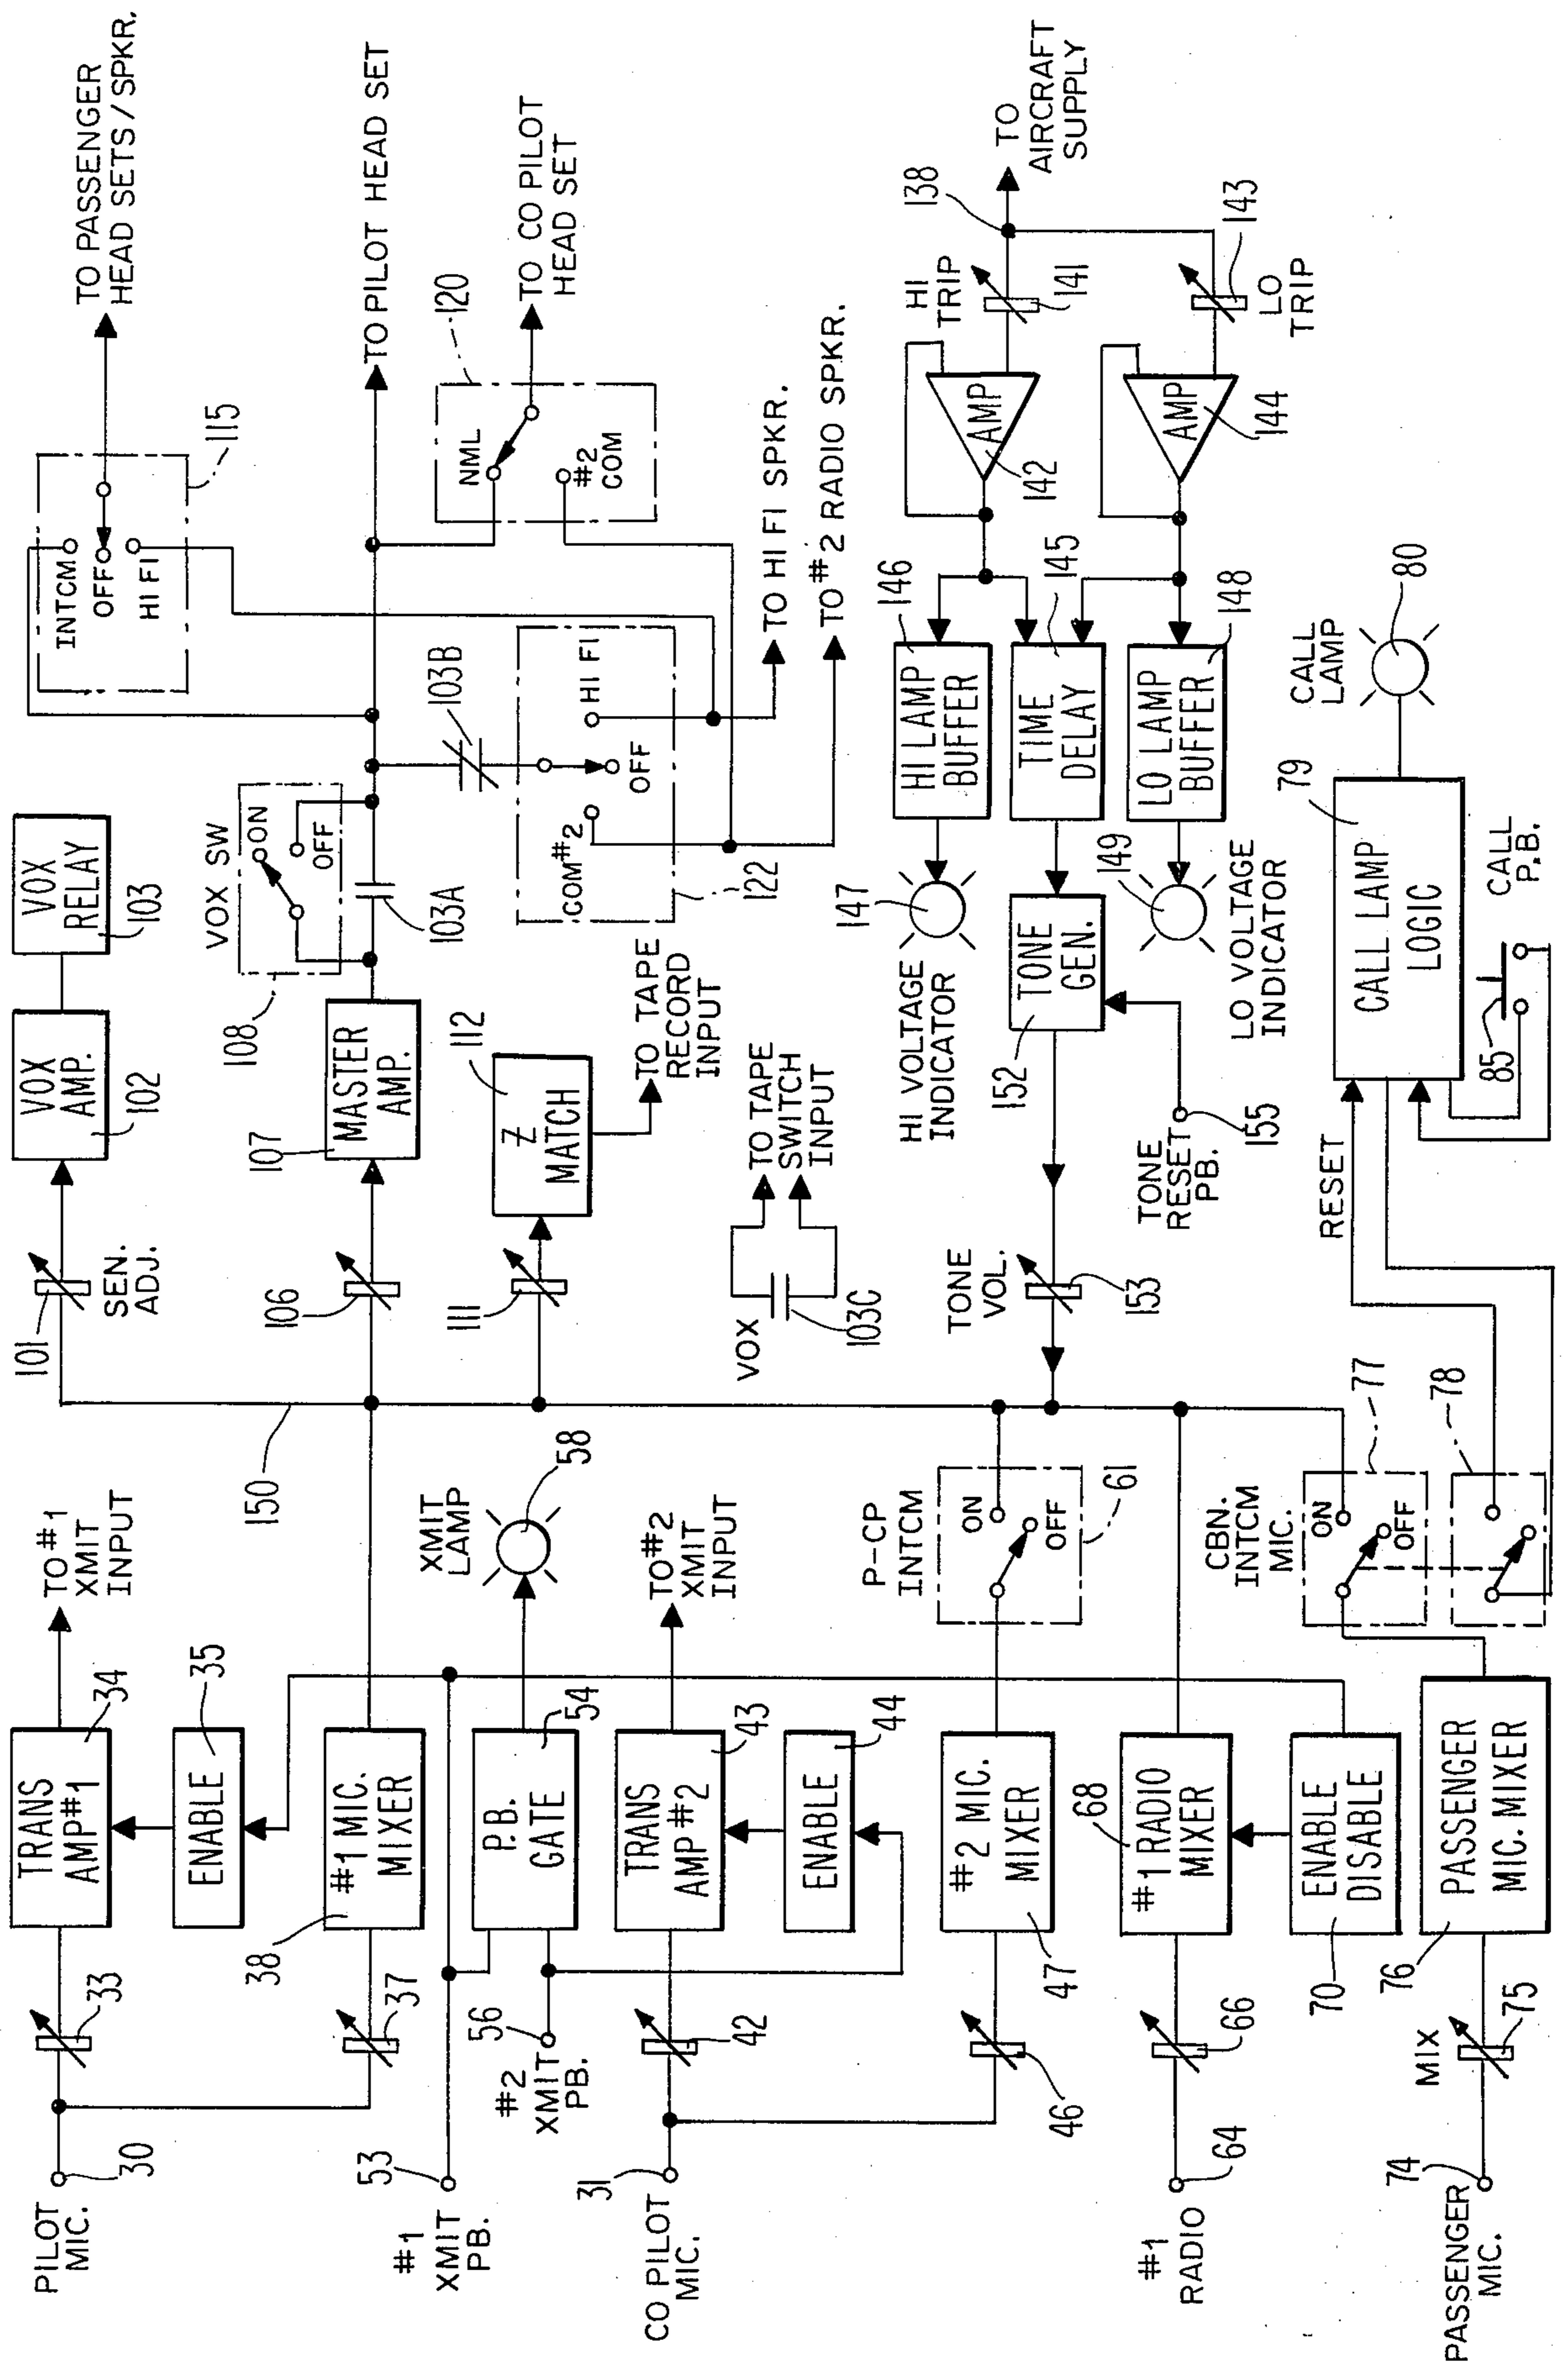 PILOT
MIC.
30
33
TRANS
AMP#1
34
TO #1
XMIT
INPUT
ENABLE
35
#1 MIC.
MIXER
38
37
#1
XMIT
PB.
53
P.B.
GATE
54
XMIT
LAMP
58
#2
XMIT
PB.
56
CO PILOT
MIC.
31
42
TRANS
AMP #2
43
TO #2
XMIT
INPUT
ENABLE
44
46
#2 MIC.
MIXER
47
P-CP
INTCM
ON
OFF
61
#1
RADIO
64
66
#1 RADIO
MIXER
68
ENABLE
DISABLE
70
PASSENGER
MIC.
74
MIX
75
PASSENGER
MIC. MIXER
76
CBN.
INTCM
MIC.
ON
OFF
77
78
150
101
SEN.
ADJ.
VOX
AMP.
102
VOX
RELAY
103
106
MASTER
AMP.
107
VOX SW
ON
OFF
108
103A
111
Z
MATCH
112
TO TAPE
RECORD
INPUT
VOX
103C
TO TAPE
SWITCH
INPUT
103B
COM #2
OFF
HI FI
122
INTCM
OFF
HI FI
115
TO PASSENGER
HEAD SETS/SPKR.
TO PILOT HEAD SET
NML
#2
COM
120
TO CO PILOT
HEAD SET
TO HI FI SPKR.
TO #2 RADIO SPKR.
TONE
VOL.
153
TONE
GEN.
152
TONE
RESET
PB.
155
HI VOLTAGE
INDICATOR
147
HI LAMP
BUFFER
146
TIME
DELAY
145
LO LAMP
BUFFER
148
149
LO VOLTAGE
INDICATOR
AMP
142
HI
TRIP
141
AMP
144
LO
TRIP
143
138
TO
AIRCRAFT
SUPPLY
RESET
CALL LAMP
LOGIC
79
CALL
LAMP
80
85
CALL
P.B.